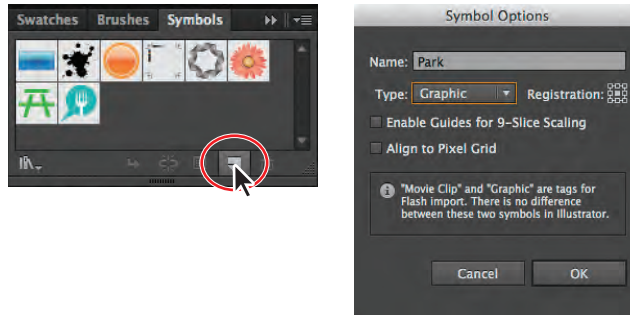 Swatches Brushes Symbols
Symbol Options
Name: Park
Type: Graphic Registration:
Enable Guides for 9-Slice Scaling
Align to Pixel Grid
"Movie Clip" and "Graphic" are tags for
Flash import. There is no difference
between these two symbols in Illustrator.
Cancel OK